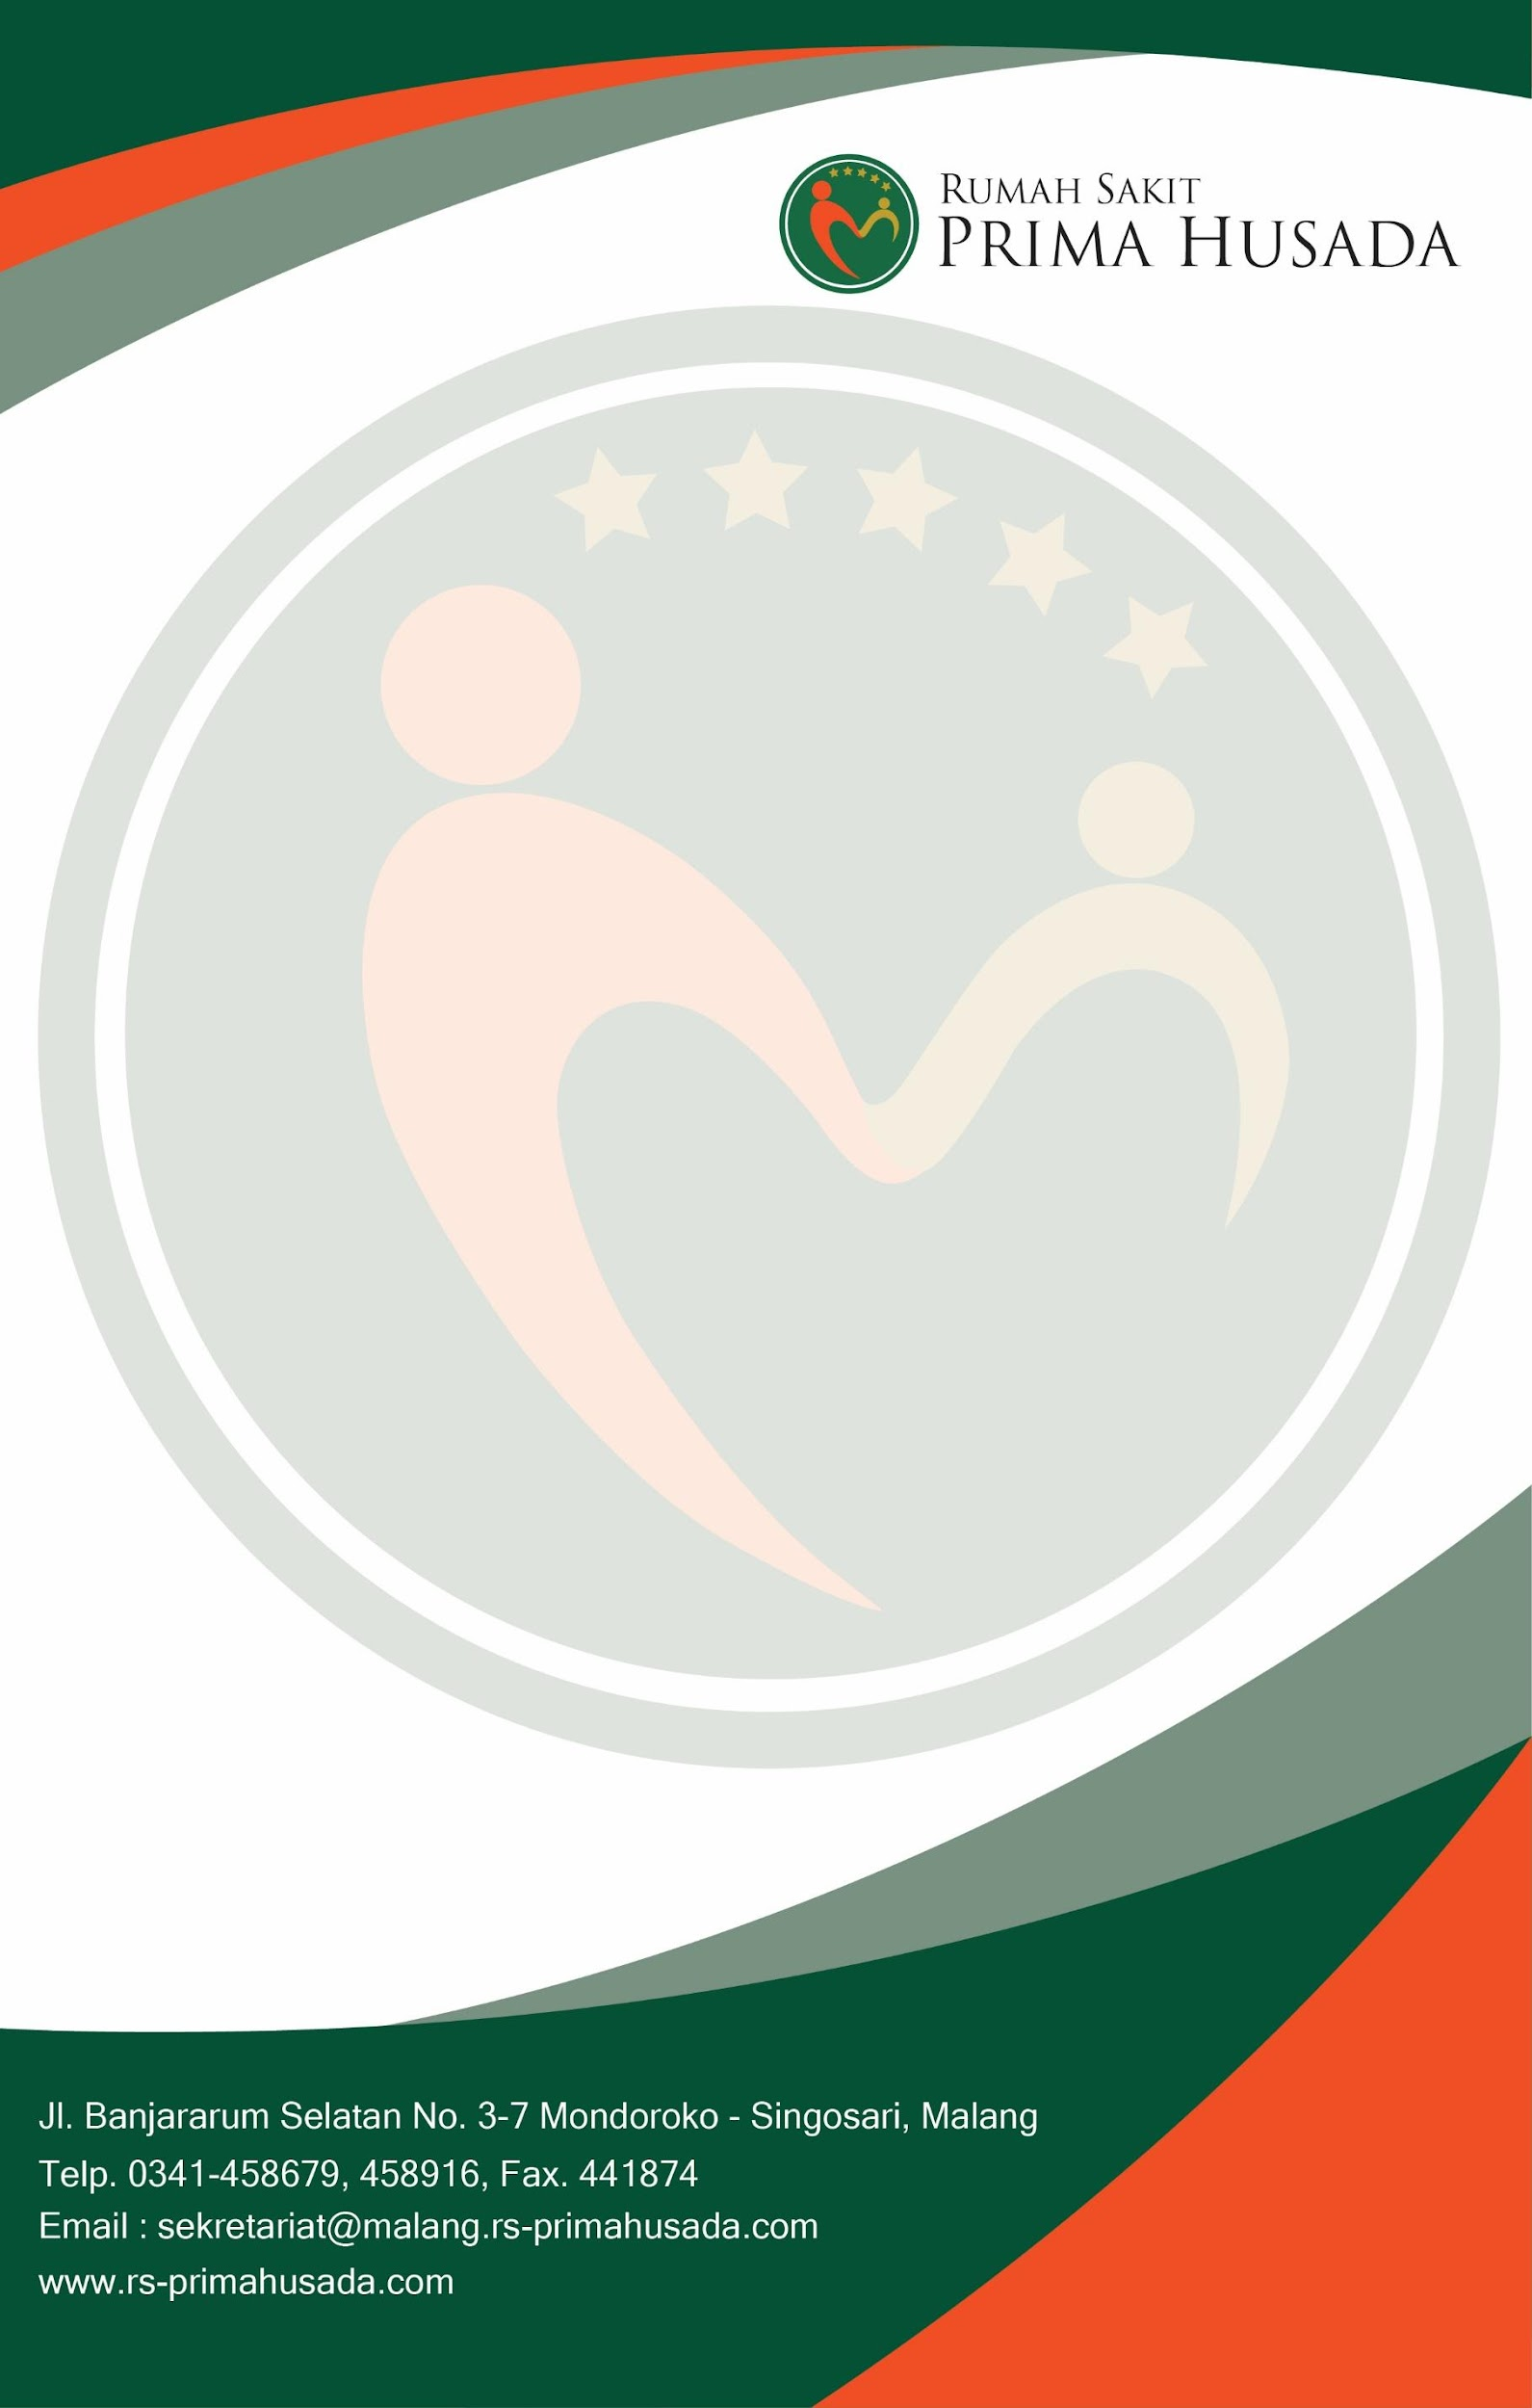 RUMAH SAKIT
PRIMA HUSADA
Jl. Banjararum Selatan No. 3-7 Mondoroko - Singosari, Malang
Telp. 0341-458679, 458916, Fax. 441874
Email : sekretariat@malang.rs-primahusada.com
www.rs-primahusada.com